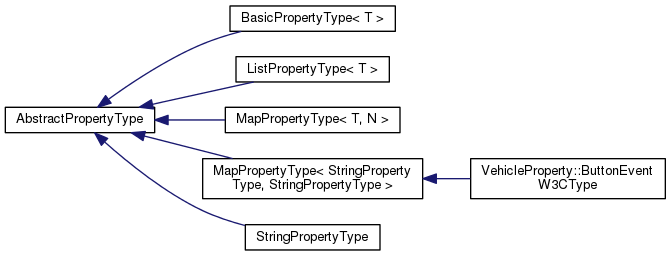 BasicPropertyType< T >
ListPropertyType< T >
AbstractPropertyType
MapPropertyType< T, N >
MapPropertyType< StringProperty
Type, StringPropertyType >
VehicleProperty::ButtonEvent
W3CType
StringPropertyType